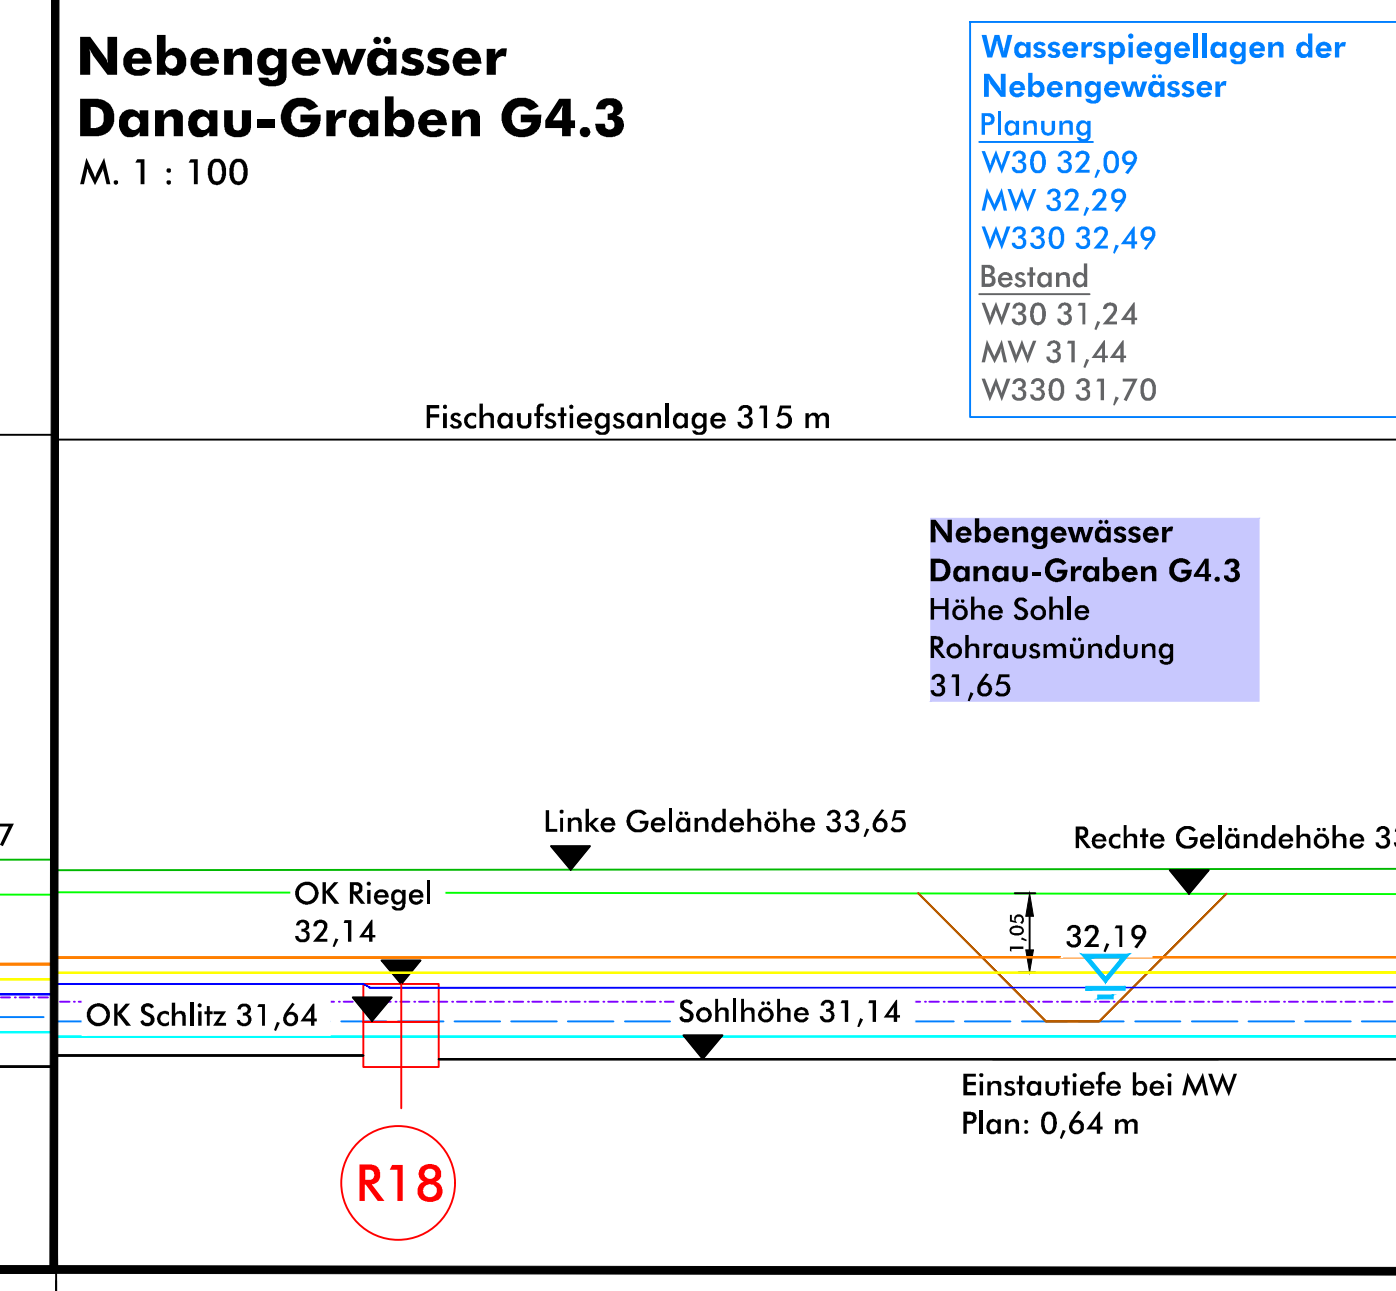 Nebengewässer
Danau-Graben G4.3
M. 1 : 100
Wasserspiegellagen der
Nebengewässer
Planung
W30 32,09
MW 32,29
W330 32,49
Bestand
W30 31,24
MW 31,44
W330 31,70
Fischaufstiegsanlage 315 m
Nebengewässer
Danau-Graben G4.3
Höhe Sohle
Rohrausmündung
31,65
7
Linke Geländehöhe 33,65
Rechte Geländehöhe 33
OK Riegel
32,14
1,05
32,19
OK Schlitz 31,64
Sohlhöhe 31,14
Einstautiefe bei MW
Plan: 0,64 m
R18